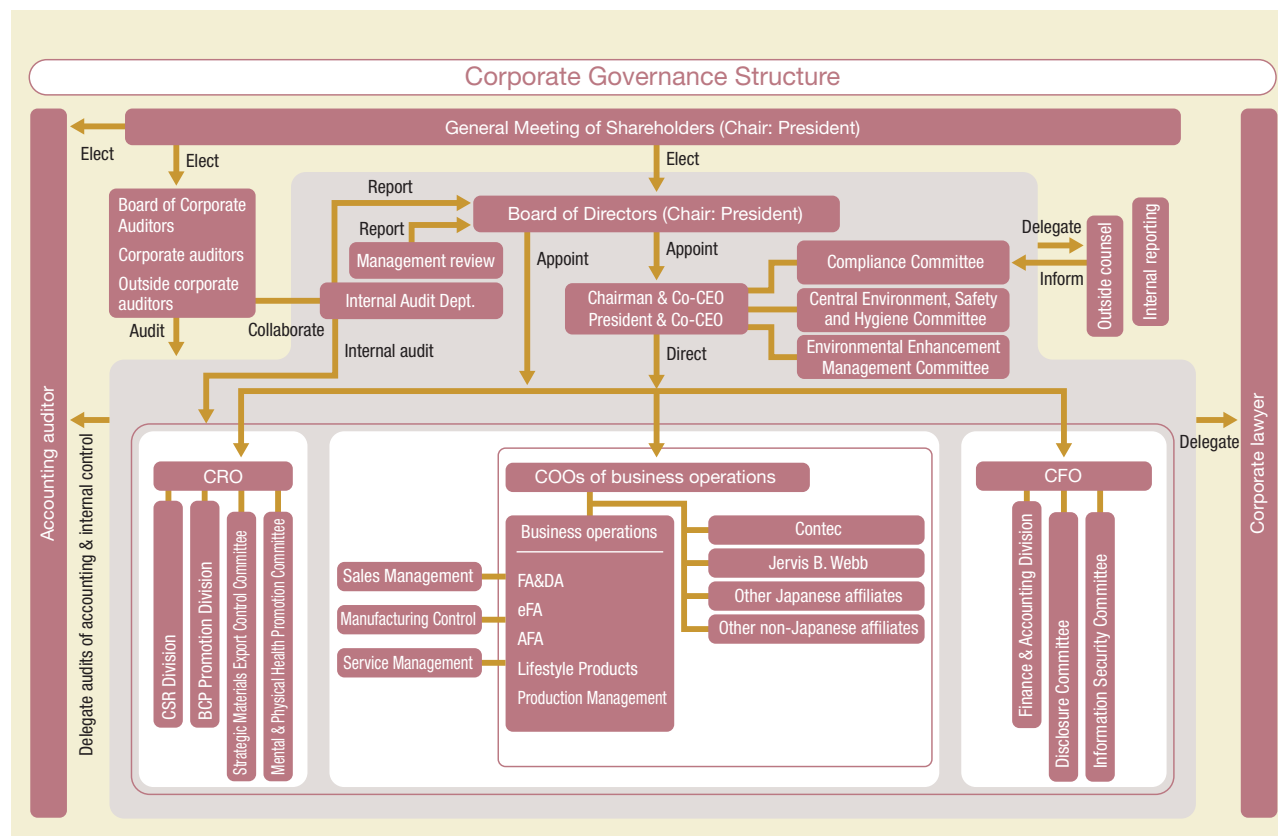 Corporate Governance Structure
General Meeting of Shareholders (Chair: President)
Elect
Elect
Elect
Accounting auditor
Corporate lawyer
Board of Corporate
Auditors
Corporate auditors
Outside corporate
auditors
Report
Board of Directors (Chair: President)
Report
Management review
Internal Audit Dept.
Appoint
Appoint
Chairman & Co-CEO
President & Co-CEO
Compliance Committee
Central Environment, Safety
and Hygiene Committee
Environmental Enhancement
Management Committee
Delegate
Inform
Outside counsel
Internal reporting
Audit
Collaborate
Internal audit
Direct
Delegate audits of accounting & internal control
Delegate
CRO
CSR Division
BCP Promotion Division
Strategic Materials Export Control Committee
Mental & Physical Health Promotion Committee
COOs of business operations
Business operations
FA&DA
eFA
AFA
Lifestyle Products
Production Management
Sales Management
Manufacturing Control
Service Management
Contec
Jervis B. Webb
Other Japanese affiliates
Other non-Japanese affiliates
CFO
Finance & Accounting Division
Disclosure Committee
Information Security Committee